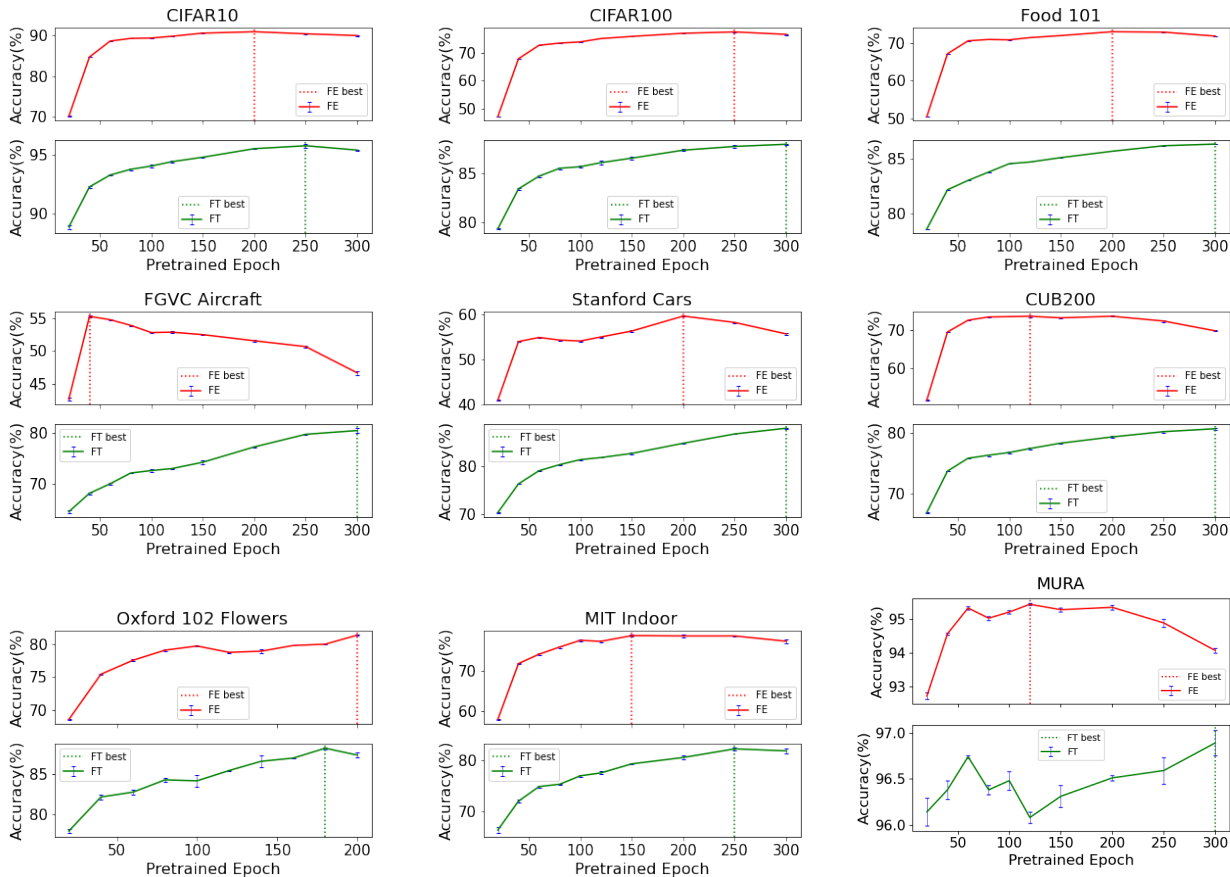 CIFAR10
Accuracy(%)
90
80
70
FE best
FE
Accuracy(%)
95
90
FT best
FT
50 100 150 200 250 300
Pretrained Epoch
CIFAR100
Accuracy(%)
70
60
50
FE best
FE
Accuracy(%)
85
80
FT best
FT
50 100 150 200 250 300
Pretrained Epoch
Food 101
Accuracy(%)
70
60
50
FE best
FE
Accuracy(%)
85
80
FT best
FT
50 100 150 200 250 300
Pretrained Epoch
FGVC Aircraft
Accuracy(%)
55
50
45
FE best
FE
Accuracy(%)
80
70
FT best
FT
50 100 150 200 250 300
Pretrained Epoch
Stanford Cars
Accuracy(%)
60
50
40
FE best
FE
Accuracy(%)
80
70
FT best
FT
50 100 150 200 250 300
Pretrained Epoch
CUB200
Accuracy(%)
70
60
FE best
FE
Accuracy(%)
80
70
FT best
FT
50 100 150 200 250 300
Pretrained Epoch
Oxford 102 Flowers
Accuracy(%)
80
75
70
FE best
FE
Accuracy(%)
85
80
FT best
FT
50 100 150 200
Pretrained Epoch
MIT Indoor
Accuracy(%)
70
60
FE best
FE
Accuracy(%)
80
70
FT best
FT
50 100 150 200 250 300
Pretrained Epoch
MURA
Accuracy(%)
95
94
93
FE best
FE
Accuracy(%)
97.0
96.5
96.0
FT best
FT
50 100 150 200 250 300
Pretrained Epoch